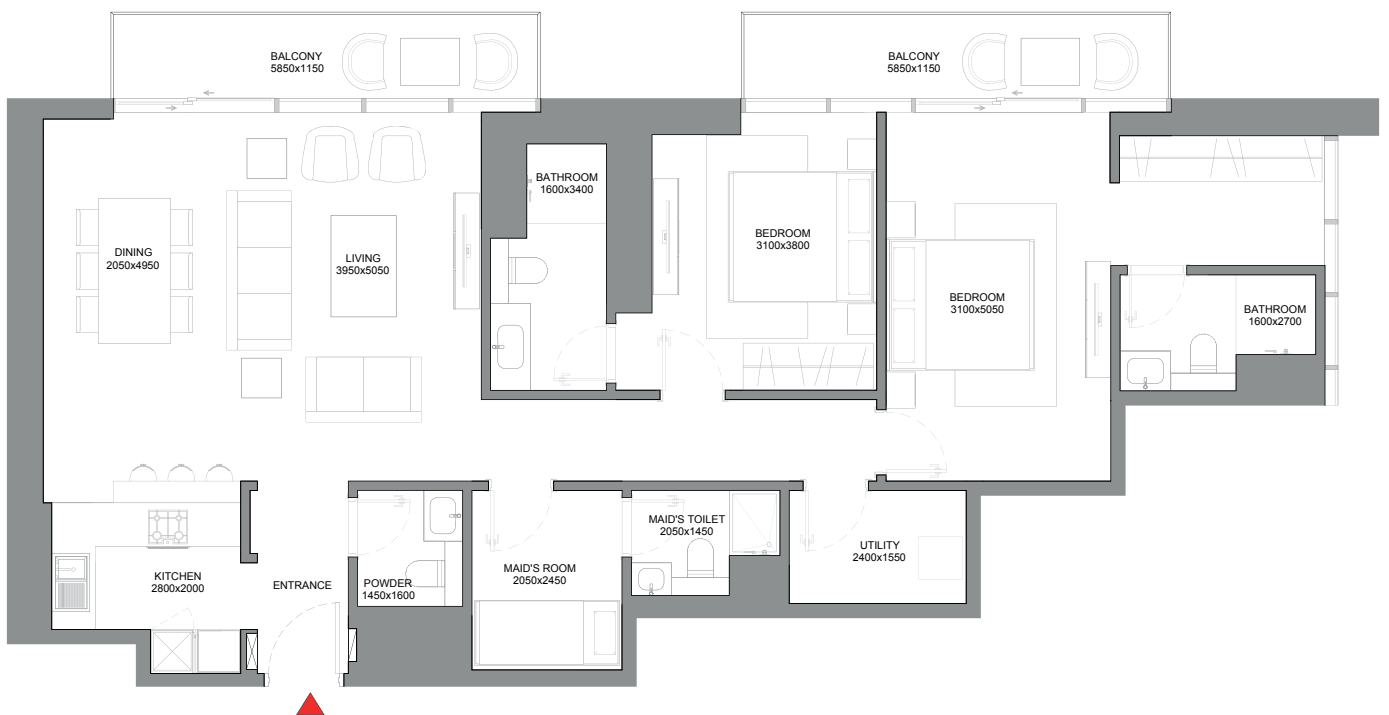 BALCONY
5850x1150
BALCONY
5850x1150
BATHROOM
1600x3400
BEDROOM
3100x3800
DINING
2050x4950
LIVING
3950x5050
BEDROOM
3100x5050
BATHROOM
1600x2700
MAID'S TOILET
2050x1450
UTILITY
2400x1550
KITCHEN
2800x2000
ENTRANCE
POWDER
1450x1600
MAID'S ROOM
2050x2450